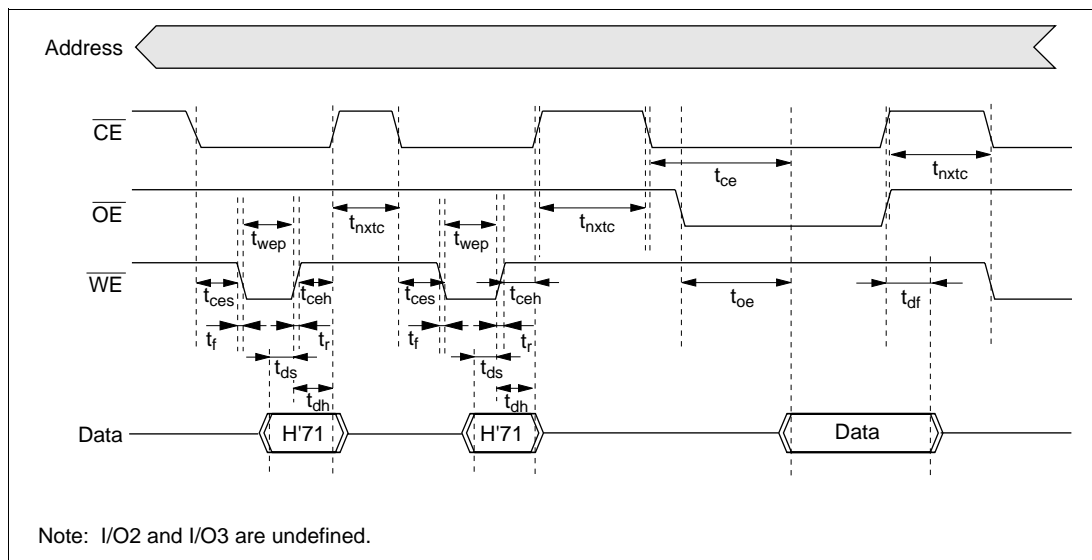 Address
CE
t_ce
t_nxtc
OE
t_wep
t_nxtc
t_wep
t_nxtc
WE
t_ces
t_ceh
t_ces
t_ceh
t_oe
t_df
t_f
t_r
t_f
t_r
t_ds
t_ds
t_dh
t_dh
Data
H'71
H'71
Data
Note: I/O2 and I/O3 are undefined.